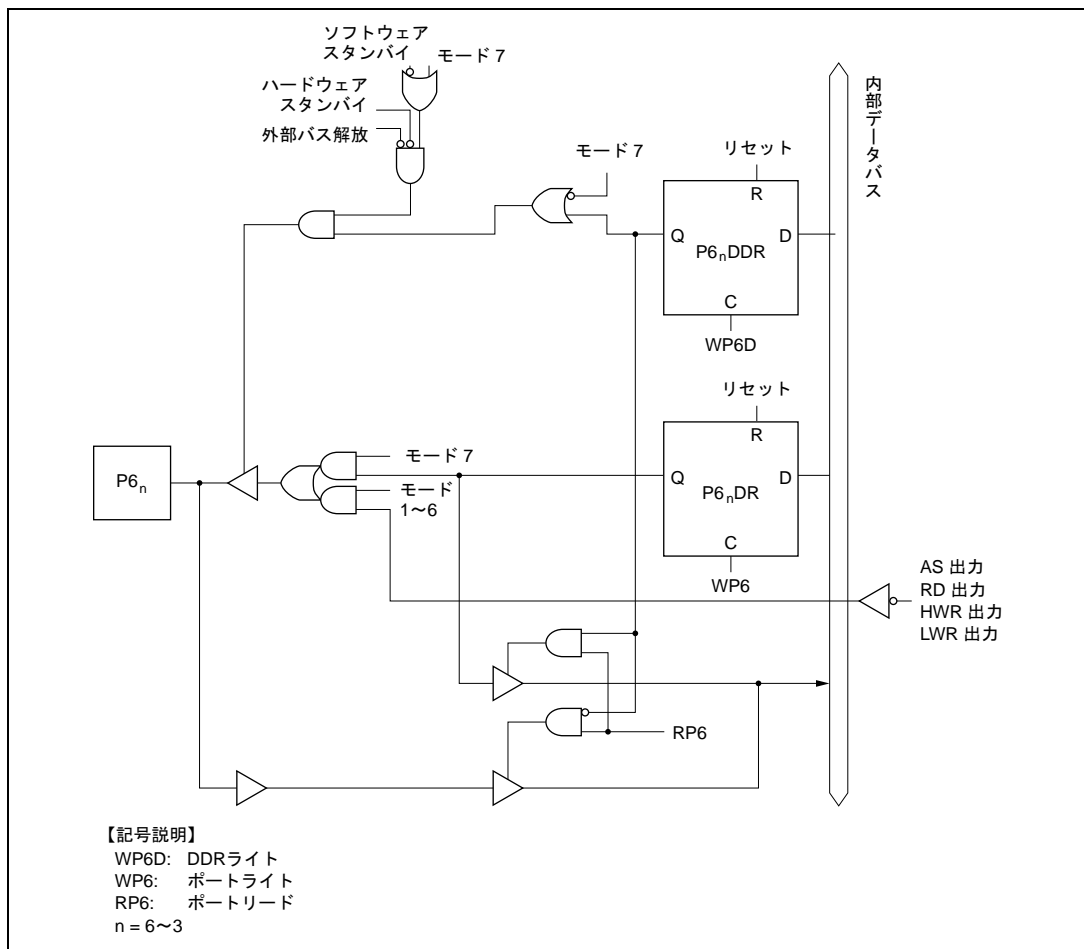 ソフトウェア
スタンバイ
モード 7
ハードウェア
スタンバイ
外部バス解放
モード 7
リセット
R
Q
D
P6nDDR
C
WP6D
内部データバス
リセット
R
Q
D
P6nDR
C
WP6
P6n
モード 7
モード
1〜6
AS 出力
RD 出力
HWR 出力
LWR 出力
RP6
【記号説明】
WP6D: DDRライト
WP6: ポートライト
RP6: ポートリード
n = 6〜3